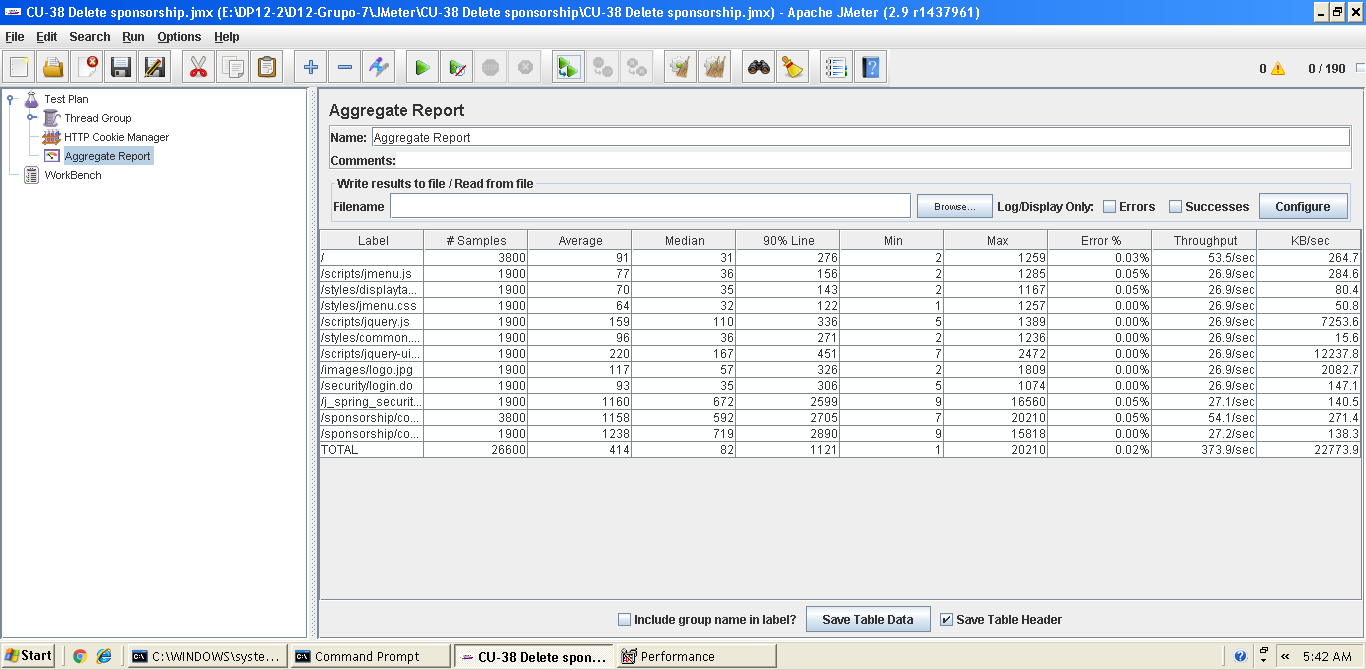 CU-38 Delete sponsorship.jmx (E:\DP12-2\D12-Grupo-7\JMeter\CU-38 Delete sponsorship\CU-38 Delete sponsorship.jmx) - Apache JMeter (2.9 r1437961)
File Edit Search Run Options Help
0 0 / 190
Test Plan
Thread Group
HTTP Cookie Manager
Aggregate Report
WorkBench
Aggregate Report
Name: Aggregate Report
Comments:
Write results to file / Read from file
Filename Browse... Log/Display Only: Errors Successes Configure
Label # Samples Average Median 90% Line Min Max Error % Throughput KB/sec
/ 3800 91 31 276 2 1259 0.03% 53.5/sec 264.7
/scripts/jmenu.js 1900 77 36 156 2 1285 0.05% 26.9/sec 284.6
/styles/displayta... 1900 70 35 143 2 1167 0.05% 26.9/sec 80.4
/styles/jmenu.css 1900 64 32 122 1 1257 0.00% 26.9/sec 50.8
/scripts/jquery.js 1900 159 110 336 5 1389 0.00% 26.9/sec 7253.6
/styles/common.... 1900 96 36 271 2 1236 0.00% 26.9/sec 15.6
/scripts/jquery-ui... 1900 220 167 451 7 2472 0.00% 26.9/sec 12237.8
/images/logo.jpg 1900 117 57 326 2 1809 0.00% 26.9/sec 2082.7
/security/login.do 1900 93 35 306 5 1074 0.00% 26.9/sec 147.1
/j_spring_securit... 1900 1160 672 2599 9 16560 0.05% 27.1/sec 140.5
/sponsorship/co... 3800 1158 592 2705 7 20210 0.05% 54.1/sec 271.4
/sponsorship/co... 1900 1238 719 2890 9 15818 0.00% 27.2/sec 138.3
TOTAL 26600 414 82 1121 1 20210 0.02% 373.9/sec 22773.9
Include group name in label? Save Table Data Save Table Header
Start C:\WINDOWS\syste... Command Prompt CU-38 Delete spon... Performance 5:42 AM